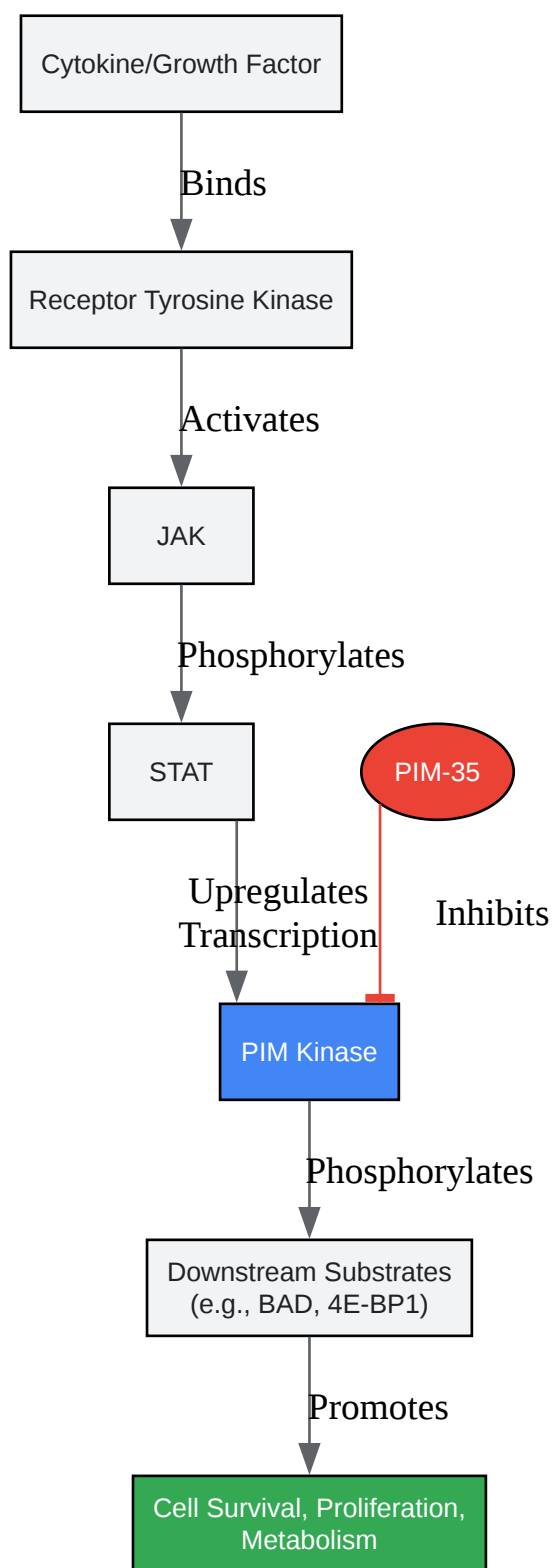 Cytokine/Growth Factor
Binds
Receptor Tyrosine Kinase
Activates
JAK
Phosphorylates
STAT
PIM-35
Upregulates
Transcription
Inhibits
PIM Kinase
Phosphorylates
Downstream Substrates
(e.g., BAD, 4E-BP1)
Promotes
Cell Survival, Proliferation,
Metabolism